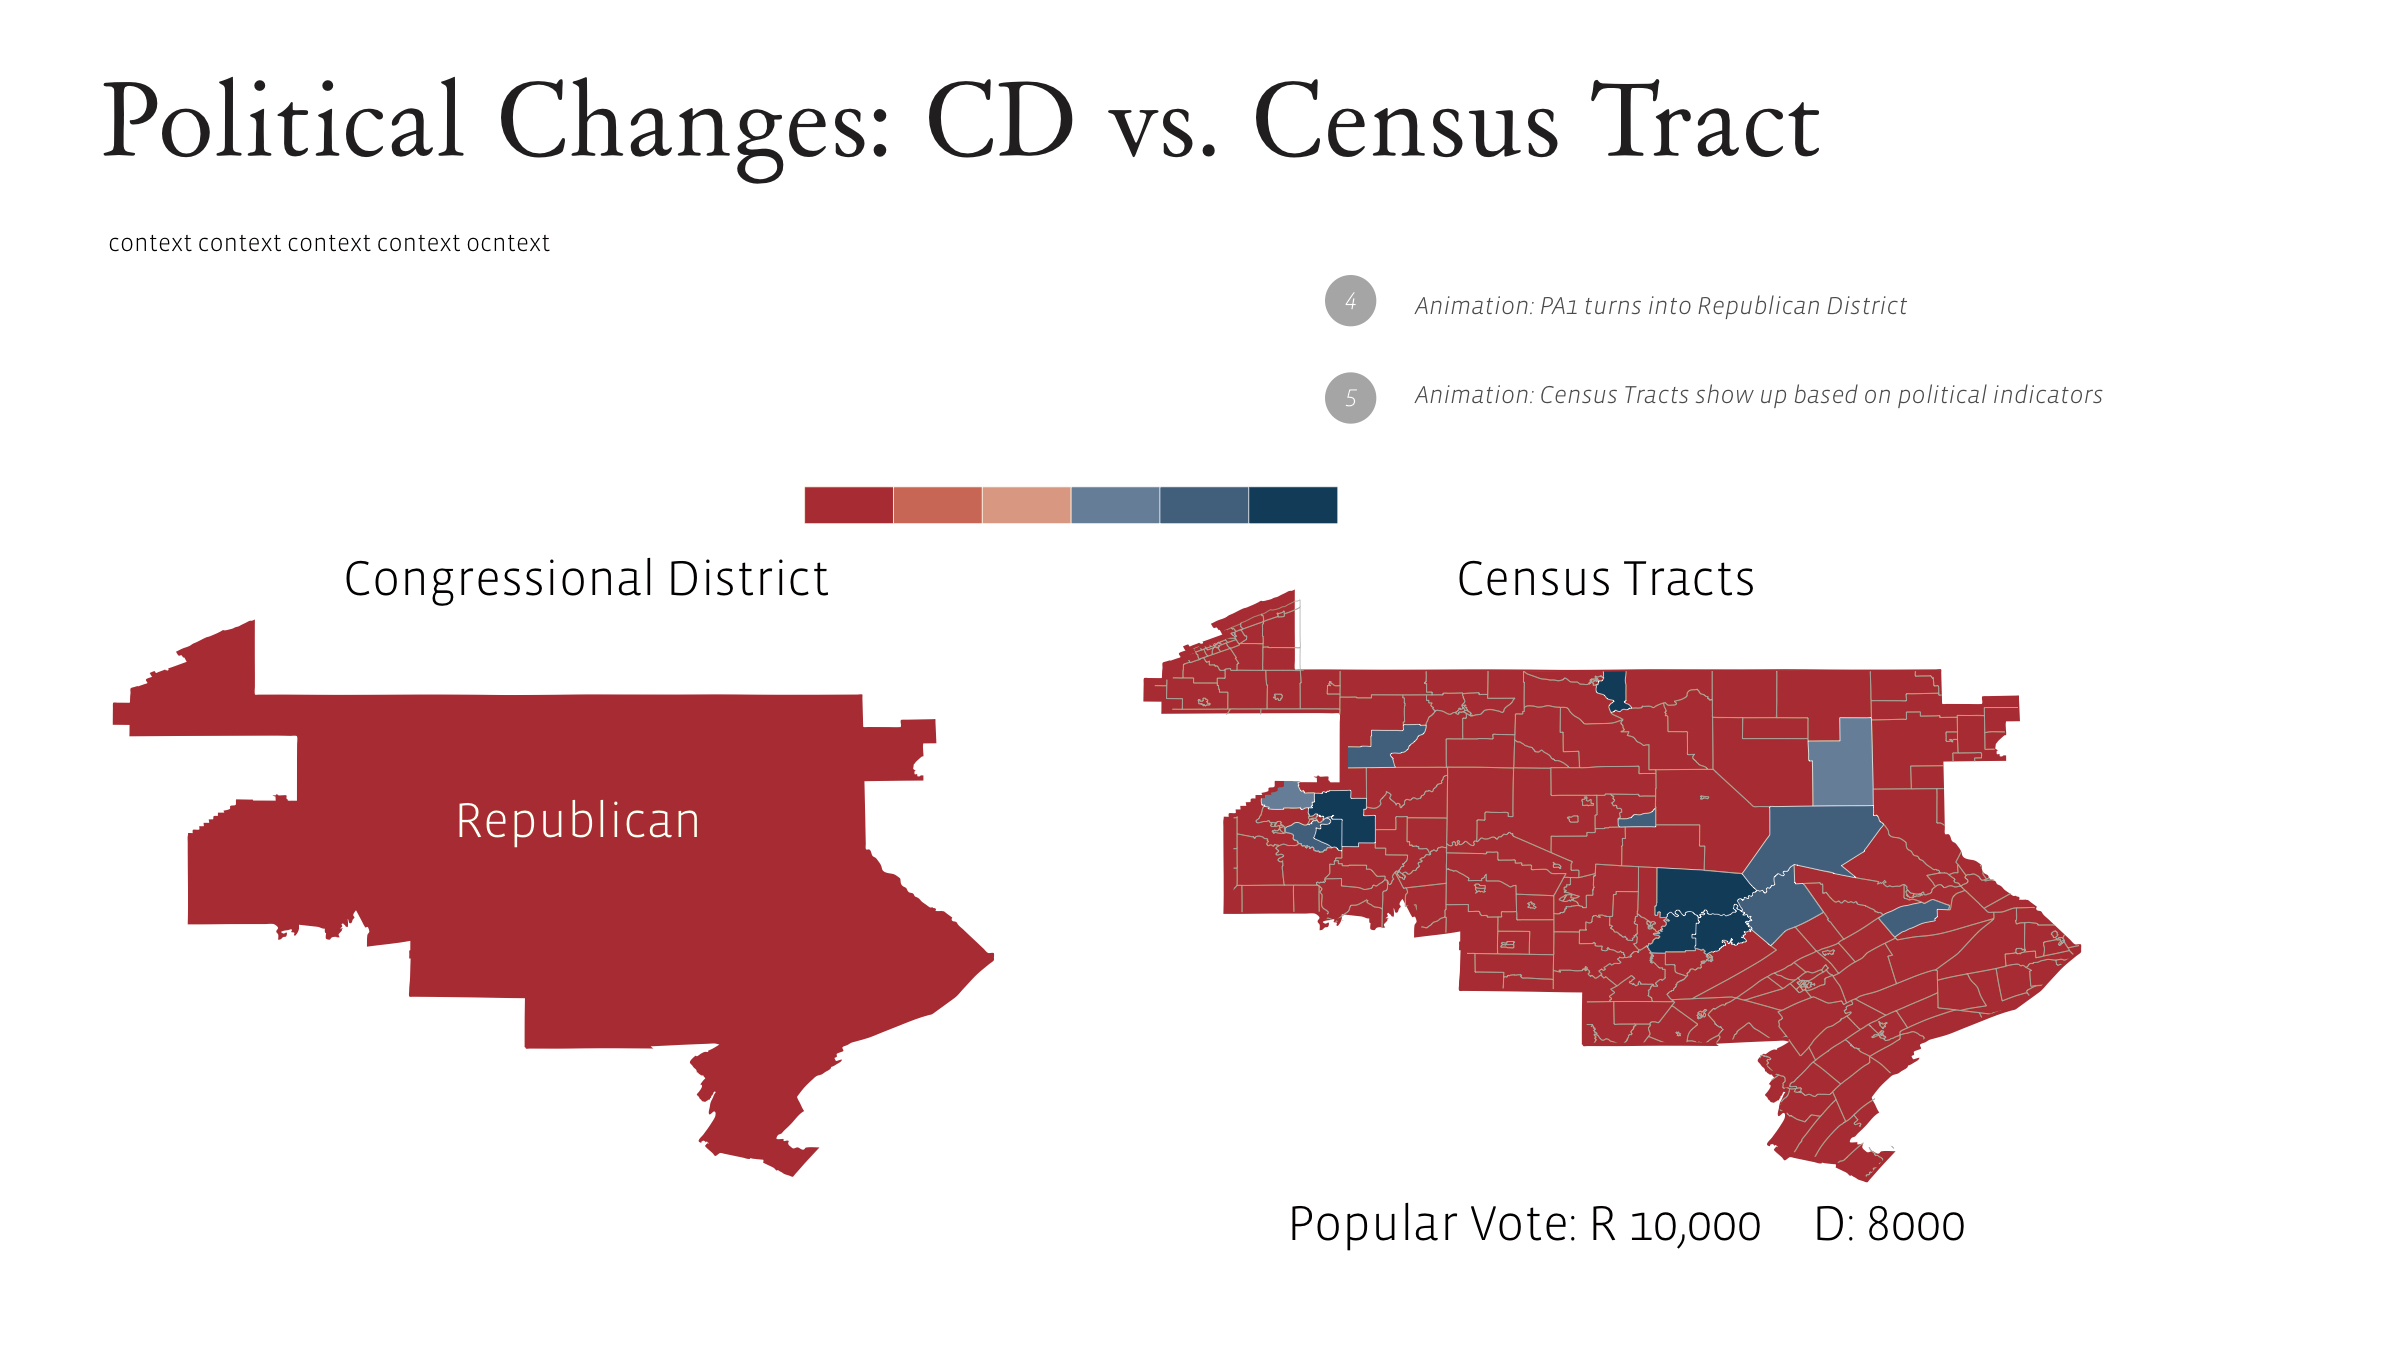 Political Changes: CD vs. Census Tract
context context context context ocntext
4 Animation: PA1 turns into Republican District
5 Animation: Census Tracts show up based on political indicators
Congressional District
Census Tracts
Republican
Popular Vote: R 10,000 D: 8000